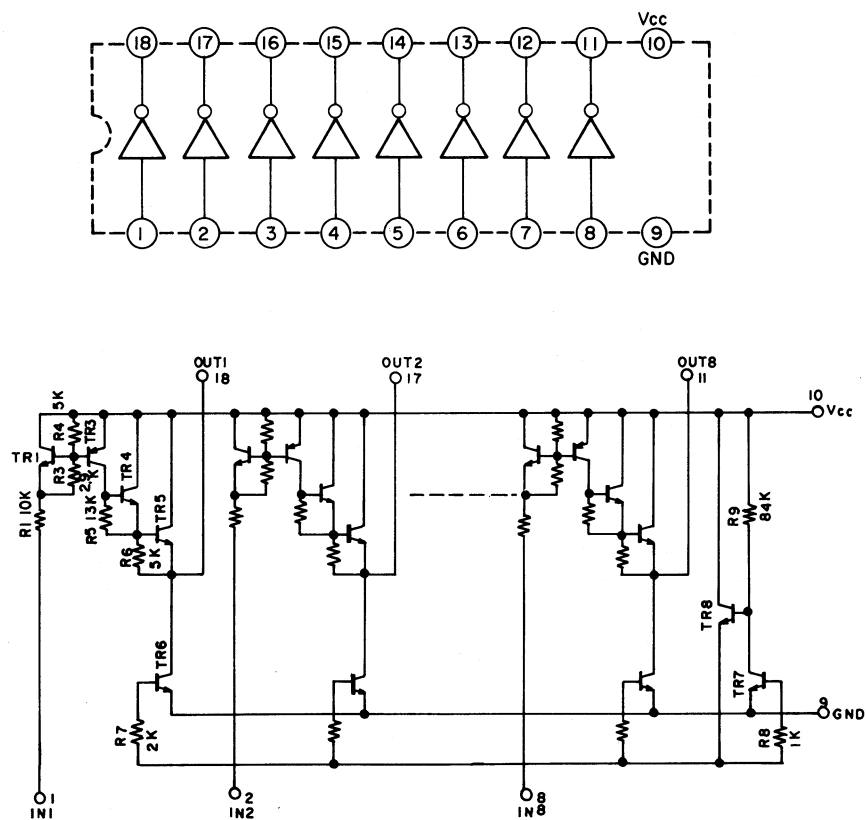 18 17 16 15 14 13 12 11 Vcc 10
1 2 3 4 5 6 7 8 9
GND
OUT1 18
OUT2 17
OUT8 11
10 Vcc
5K
R4
TR3
TR1
R3
2.9K
TR4
R1 10K
R5 13K
TR5
R6 5K
R9 84K
TR8
TR6
TR7
9 GND
R7 2K
R8 1K
1 IN1
2 IN2
8 IN8